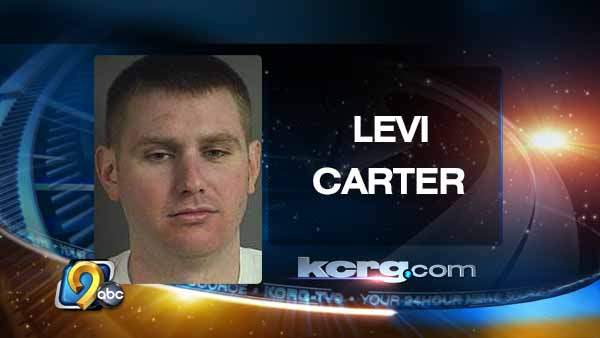 LEVI
CARTER
kcrg.com
9 abc
SOURCE • KCRG-TV9 • YOUR 24 HOUR NEWS